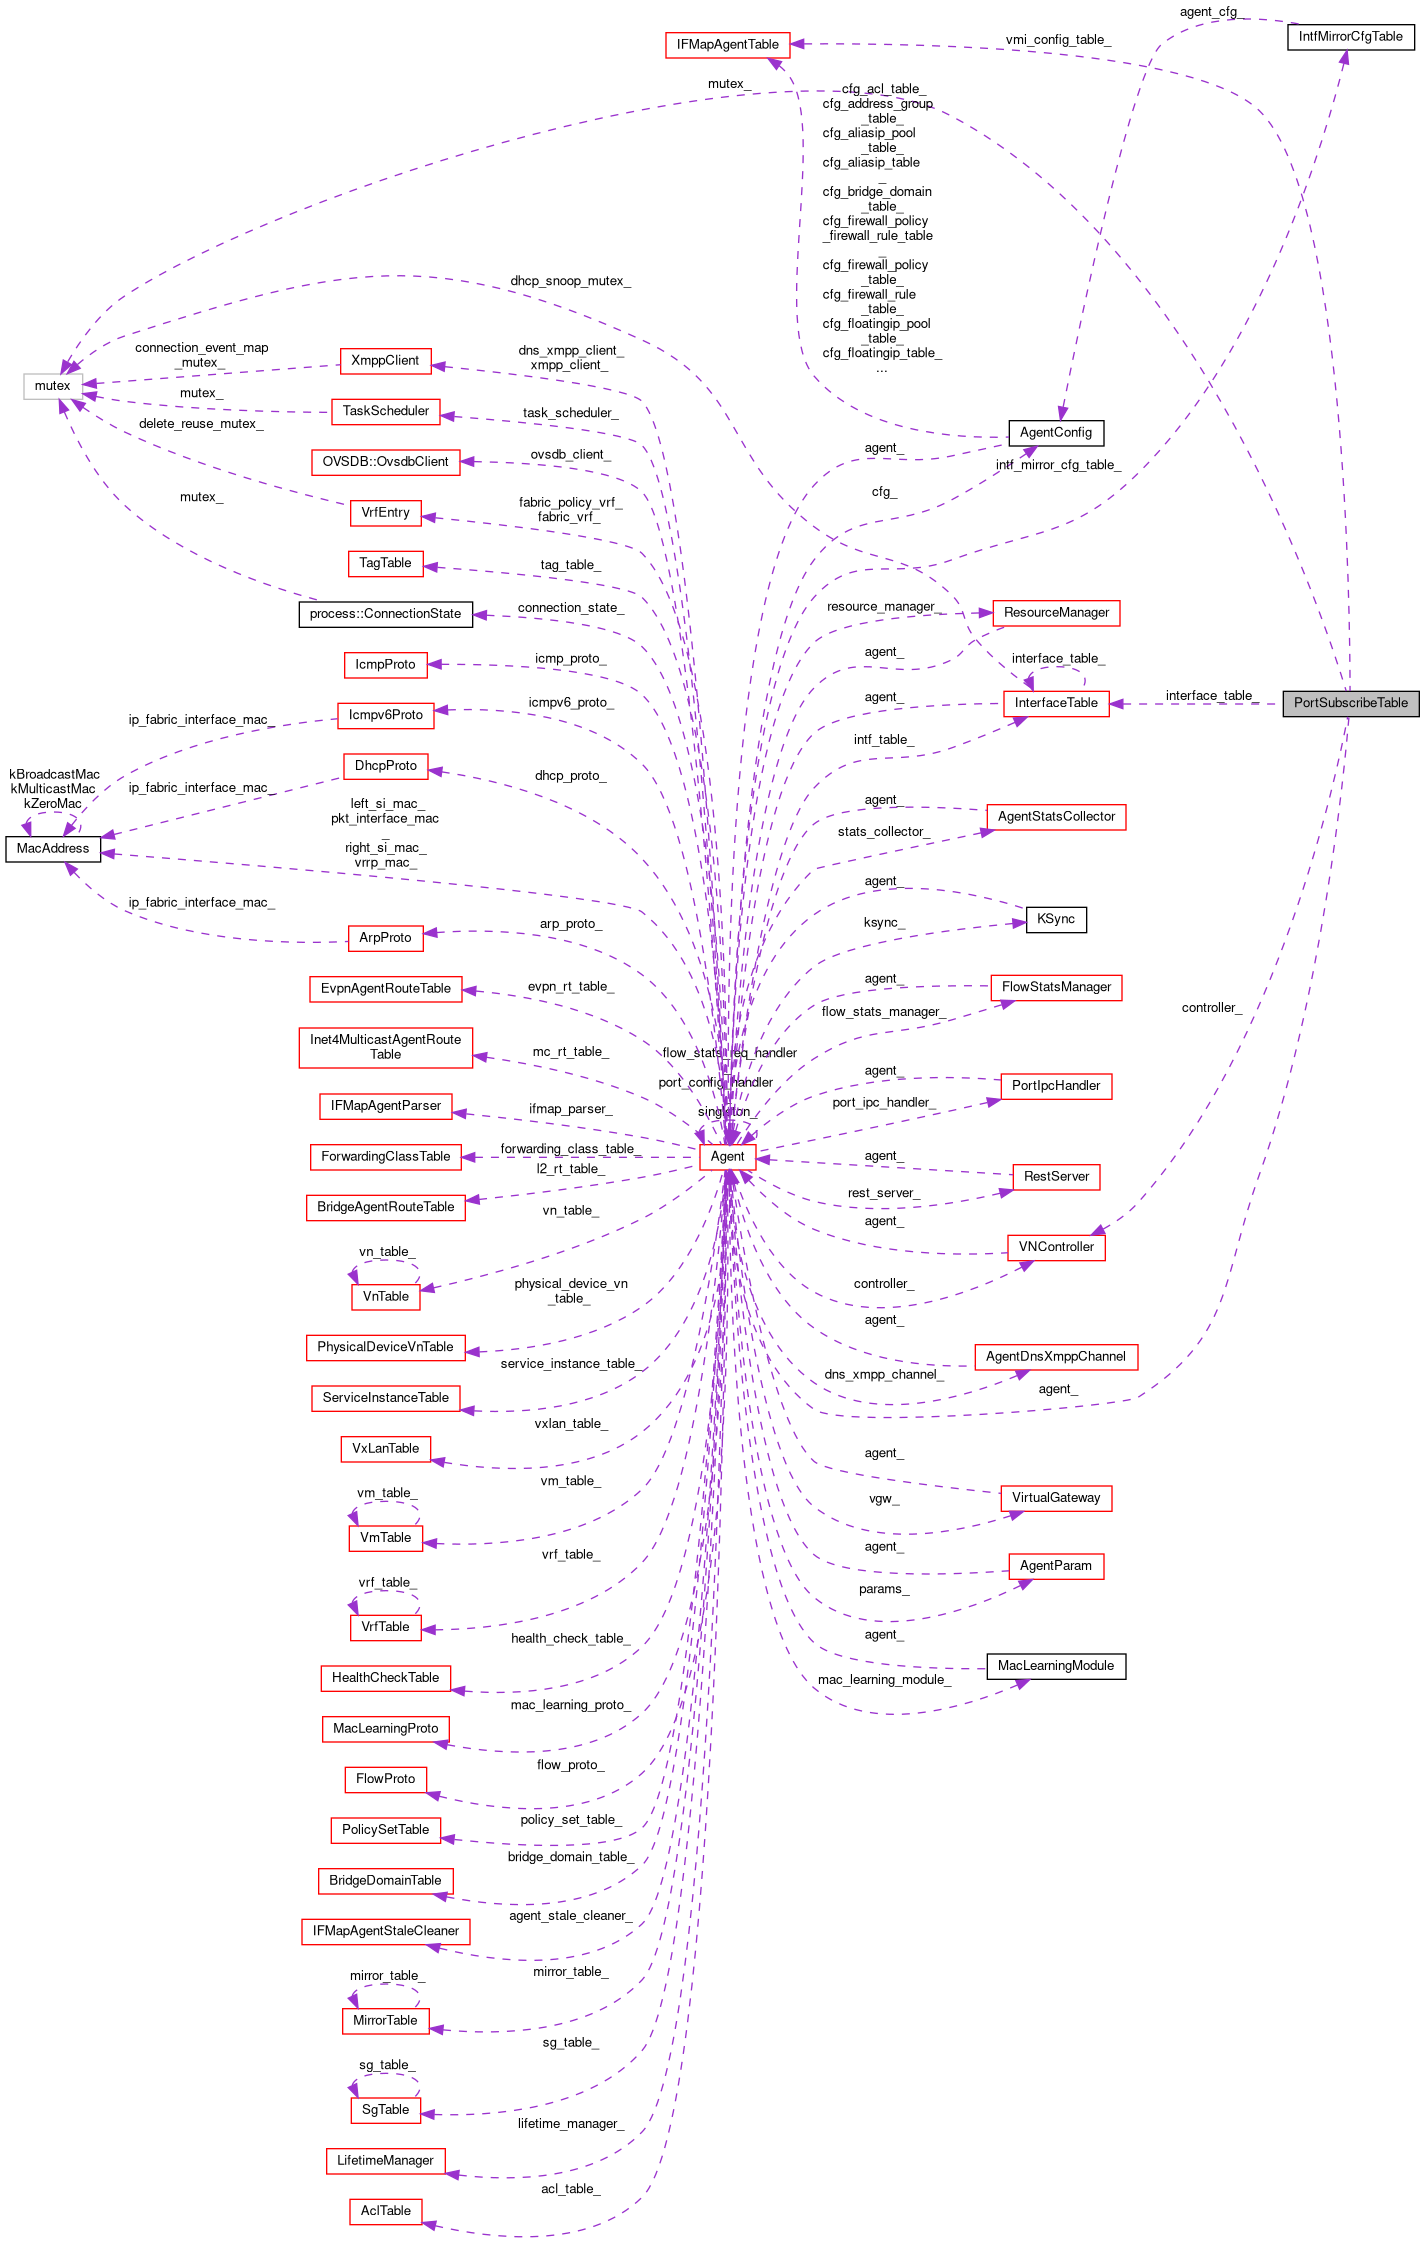 agent_cfg_
IntfMirrorCfgTable
IFMapAgentTable
vmi_config_table_
mutex_
cfg_acl_table_
cfg_address_group
_table_
cfg_aliasip_pool
_table_
cfg_aliasip_table
_
cfg_bridge_domain
_table_
cfg_firewall_policy
_firewall_rule_table
_
cfg_firewall_policy
_table_
cfg_firewall_rule
_table_
cfg_floatingip_pool
_table_
cfg_floatingip_table_
...
dhcp_snoop_mutex_
connection_event_map
_mutex_
XmppClient
dns_xmpp_client_
xmpp_client_
mutex
mutex_
TaskScheduler
task_scheduler_
delete_reuse_mutex_
AgentConfig
agent_
OVSDB::OvsdbClient
ovsdb_client_
intf_mirror_cfg_table_
cfg_
mutex_
VrfEntry
fabric_policy_vrf_
fabric_vrf_
TagTable
tag_table_
process::ConnectionState
connection_state_
resource_manager_
ResourceManager
IcmpProto
icmp_proto_
agent_
interface_table_
ip_fabric_interface_mac_
Icmpv6Proto
icmpv6_proto_
agent_
InterfaceTable
interface_table_
PortSubscribeTable
intf_table_
DhcpProto
dhcp_proto_
kBroadcastMac
kMulticastMac
kZeroMac
ip_fabric_interface_mac_
left_si_mac_
pkt_interface_mac
_
right_si_mac_
vrrp_mac_
MacAddress
agent_
AgentStatsCollector
stats_collector_
agent_
ip_fabric_interface_mac_
ArpProto
arp_proto_
ksync_
KSync
EvpnAgentRouteTable
evpn_rt_table_
agent_
FlowStatsManager
flow_stats_manager_
controller_
Inet4MulticastAgentRoute
Table
mc_rt_table_
flow_stats_req_handler
_
port_config_handler
_
singleton_
agent_
PortIpcHandler
port_ipc_handler_
IFMapAgentParser
ifmap_parser_
ForwardingClassTable
forwarding_class_table_
Agent
agent_
RestServer
l2_rt_table_
rest_server_
BridgeAgentRouteTable
vn_table_
agent_
VNController
vn_table_
VnTable
physical_device_vn
_table_
controller_
agent_
PhysicalDeviceVnTable
AgentDnsXmppChannel
service_instance_table_
dns_xmpp_channel_
agent_
ServiceInstanceTable
vxlan_table_
VxLanTable
agent_
vm_table_
vm_table_
vgw_
VirtualGateway
VmTable
vrf_table_
agent_
AgentParam
vrf_table_
params_
VrfTable
health_check_table_
agent_
MacLearningModule
HealthCheckTable
mac_learning_module_
mac_learning_proto_
MacLearningProto
flow_proto_
FlowProto
policy_set_table_
PolicySetTable
bridge_domain_table_
BridgeDomainTable
agent_stale_cleaner_
IFMapAgentStaleCleaner
mirror_table_
mirror_table_
MirrorTable
sg_table_
sg_table_
SgTable
lifetime_manager_
LifetimeManager
acl_table_
AclTable